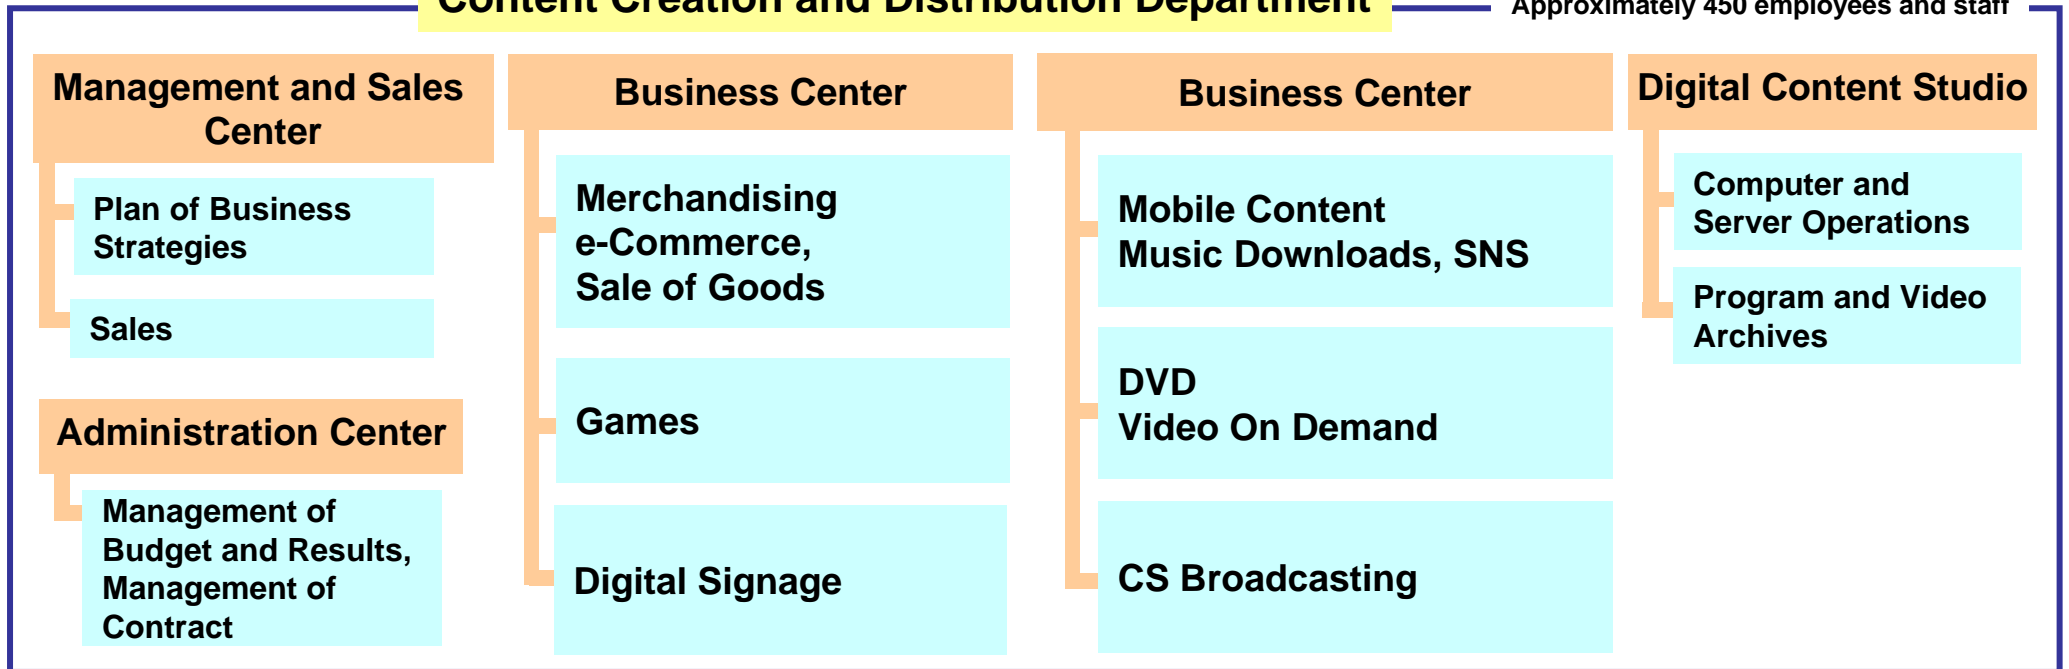 Content Creation and Distribution Department
Approximately 450 employees and staff
Management and Sales
Center
Plan of Business
Strategies
Sales
Administration Center
Management of
Budget and Results,
Management of
Contract
Business Center
Merchandising
e-Commerce,
Sale of Goods
Games
Digital Signage
Business Center
Mobile Content
Music Downloads, SNS
DVD
Video On Demand
CS Broadcasting
Digital Content Studio
Computer and
Server Operations
Program and Video
Archives